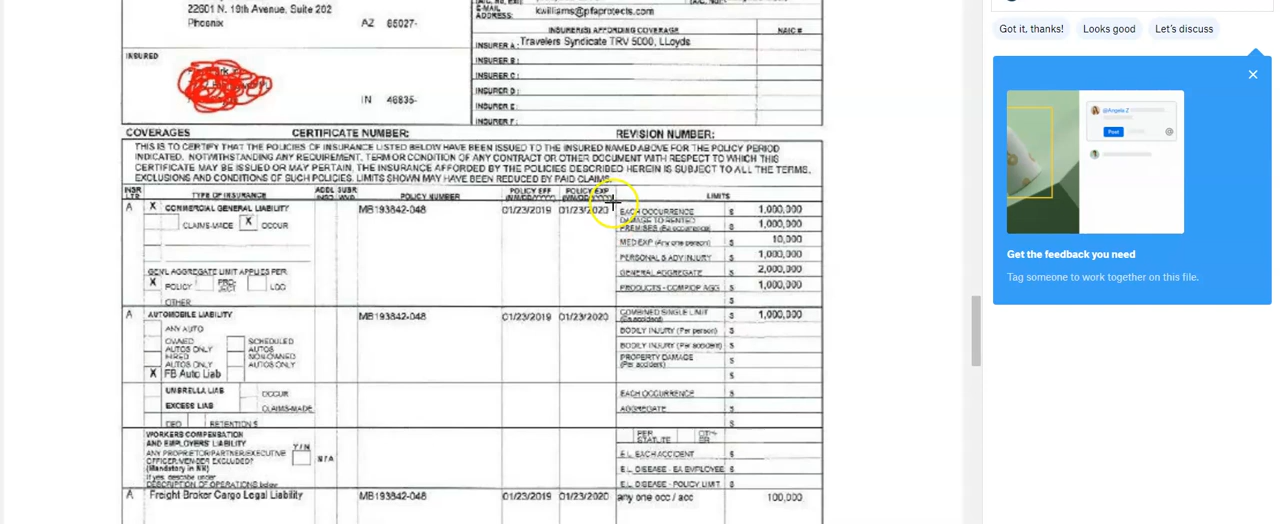 22601 N. 19th Avenue, Suite 202
Phoenix AZ 85027-
E-MAIL ADDRESS: kwilliams@pfaprotects.com
INSURER(S) AFFORDING COVERAGE NAIC #
INSURER A : Travelers Syndicate TRV 5000, LLoyds
INSURED
INSURER B :
INSURER C :
INSURER D :
IN 46835-
INSURER E :
INSURER F :
COVERAGES CERTIFICATE NUMBER: REVISION NUMBER:
THIS IS TO CERTIFY THAT THE POLICIES OF INSURANCE LISTED BELOW HAVE BEEN ISSUED TO THE INSURED NAMED ABOVE FOR THE POLICY PERIOD
INDICATED. NOTWITHSTANDING ANY REQUIREMENT, TERM OR CONDITION OF ANY CONTRACT OR OTHER DOCUMENT WITH RESPECT TO WHICH THIS
CERTIFICATE MAY BE ISSUED OR MAY PERTAIN, THE INSURANCE AFFORDED BY THE POLICIES DESCRIBED HEREIN IS SUBJECT TO ALL THE TERMS,
EXCLUSIONS AND CONDITIONS OF SUCH POLICIES. LIMITS SHOWN MAY HAVE BEEN REDUCED BY PAID CLAIMS.
INSR LTR TYPE OF INSURANCE ADDL INSD SUBR WVD POLICY NUMBER POLICY EFF (MM/DD/YYYY) POLICY EXP (MM/DD/YYYY) LIMITS
A X COMMERCIAL GENERAL LIABILITY MB193842-048 01/23/2019 01/23/2020 EACH OCCURRENCE $ 1,000,000
CLAIMS-MADE X OCCUR DAMAGE TO RENTED PREMISES (Ea occurrence) $ 1,000,000
MED EXP (Any one person) $ 10,000
PERSONAL & ADV INJURY $ 1,000,000
GEN'L AGGREGATE LIMIT APPLIES PER: GENERAL AGGREGATE $ 2,000,000
X POLICY PRO-JECT LOC PRODUCTS - COMP/OP AGG $ 1,000,000
OTHER $
A AUTOMOBILE LIABILITY MB193842-048 01/23/2019 01/23/2020 COMBINED SINGLE LIMIT (Ea accident) $ 1,000,000
ANY AUTO BODILY INJURY (Per person) $
OWNED AUTOS ONLY SCHEDULED AUTOS BODILY INJURY (Per accident) $
HIRED AUTOS ONLY NON-OWNED AUTOS ONLY PROPERTY DAMAGE (Per accident) $
X FB Auto Liab $
UMBRELLA LIAB OCCUR EACH OCCURRENCE $
EXCESS LIAB CLAIMS-MADE AGGREGATE $
DED RETENTION $ $
WORKERS COMPENSATION AND EMPLOYERS' LIABILITY Y/N PER STATUTE OTH-ER
ANY PROPRIETOR/PARTNER/EXECUTIVE OFFICER/MEMBER EXCLUDED? N/A E.L. EACH ACCIDENT $
(Mandatory in NH) E.L. DISEASE - EA EMPLOYEE $
If yes, describe under DESCRIPTION OF OPERATIONS below E.L. DISEASE - POLICY LIMIT $
A Freight Broker Cargo Legal Liability MB193842-048 01/23/2019 01/23/2020 any one occ / acc 100,000
Got it, thanks! Looks good Let's discuss
@Angela Z
Post
@
Get the feedback you need
Tag someone to work together on this file.